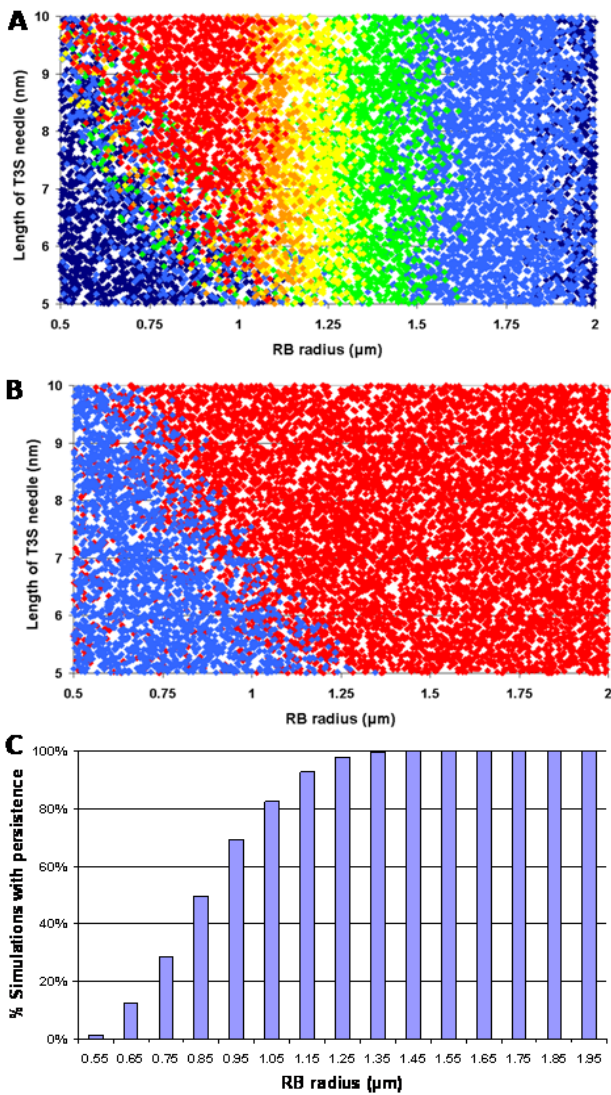 A
Length of T3S needle (nm)
10
9
8
7
6
5
0.5 0.75 1 1.25 1.5 1.75 2
RB radius (µm)
B
Length of T3S needle (nm)
10
9
8
7
6
5
0.5 0.75 1 1.25 1.5 1.75 2
RB radius (µm)
C
% Simulations with persistence
100%
80%
60%
40%
20%
0%
0.55 0.65 0.75 0.85 0.95 1.05 1.15 1.25 1.35 1.45 1.55 1.65 1.75 1.85 1.95
RB radius (µm)